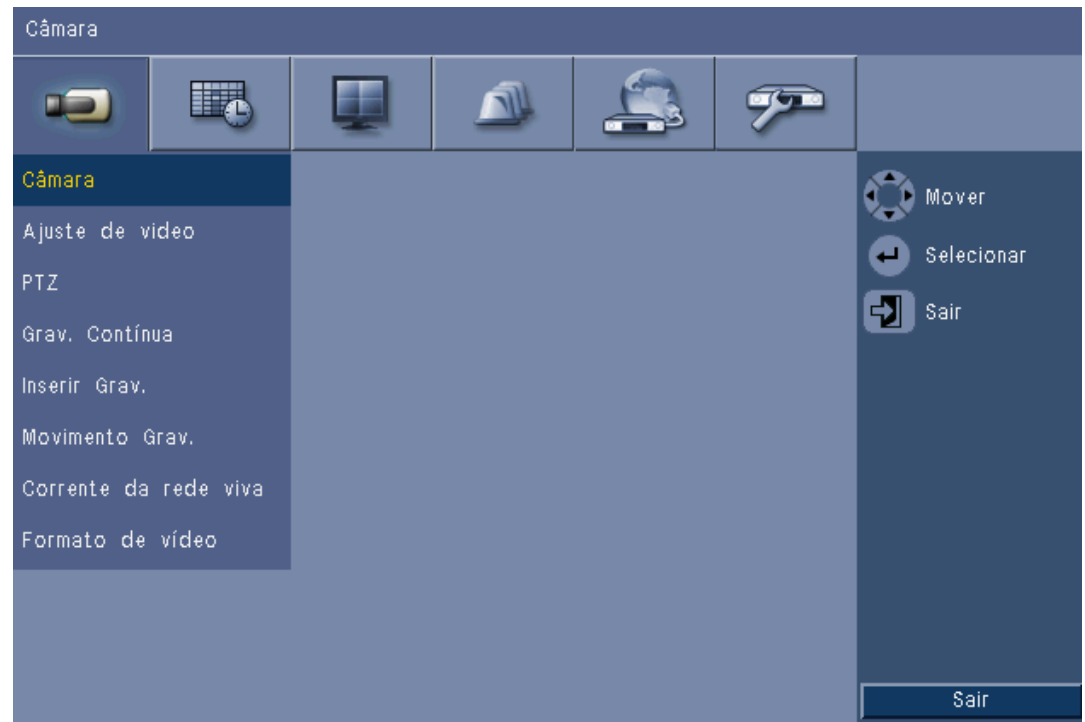 Câmara
Câmara
Ajuste de video
PTZ
Grav. Contínua
Inserir Grav.
Movimento Grav.
Corrente da rede viva
Formato de vídeo
Mover
Selecionar
Sair
Sair